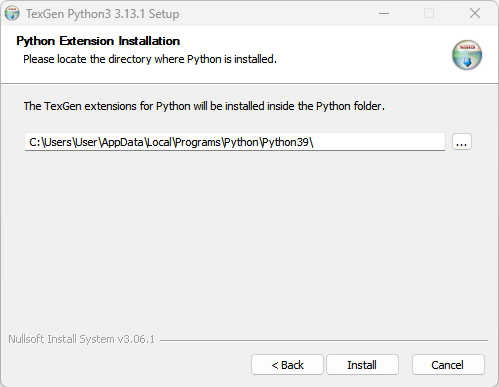 TexGen Python3 3.13.1 Setup
Python Extension Installation
Please locate the directory where Python is installed.
The TexGen extensions for Python will be installed inside the Python folder.
C:\Users\User\AppData\Local\Programs\Python\Python39\
...
Nullsoft Install System v3.06.1
< Back
Install
Cancel